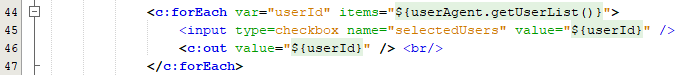 44 <c:forEach var="userId" items="${userAgent.getUserList()}">
45 <input type=checkbox name="selectedUsers" value="${userId}" />
46 <c:out value="${userId}" /> <br/>
47 </c:forEach>